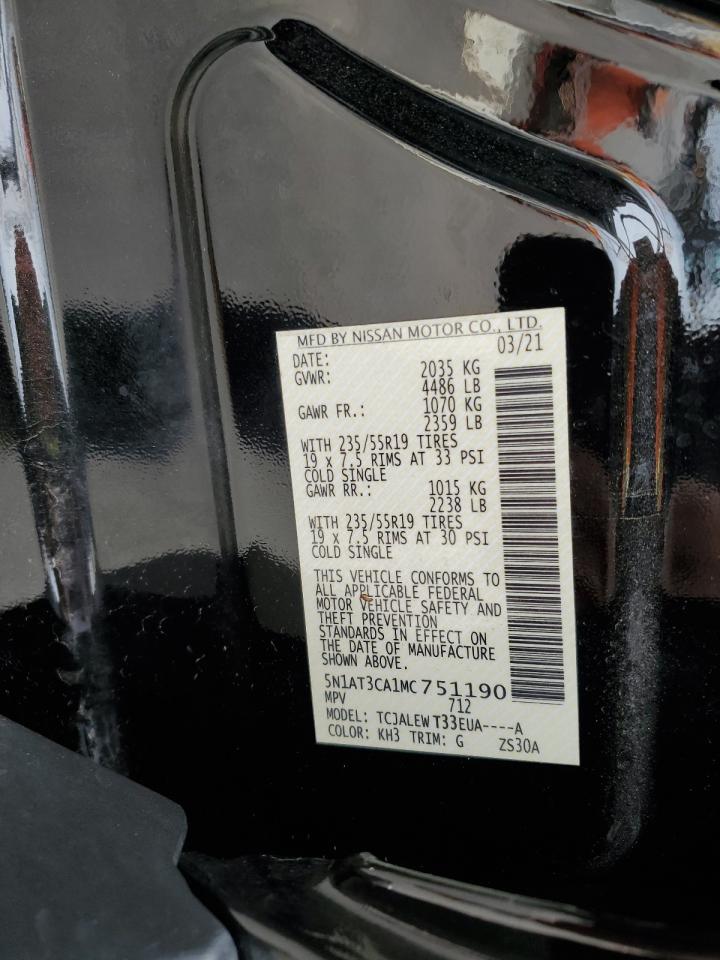 MFD BY NISSAN MOTOR CO., LTD.
DATE: 03/21
GVWR: 2035 KG
4486 LB
GAWR FR.: 1070 KG
2359 LB
WITH 235/55R19 TIRES
19 x 7.5 RIMS AT 33 PSI
COLD SINGLE
GAWR RR.: 1015 KG
2238 LB
WITH 235/55R19 TIRES
19 x 7.5 RIMS AT 30 PSI
COLD SINGLE
THIS VEHICLE CONFORMS TO
ALL APPLICABLE FEDERAL
MOTOR VEHICLE SAFETY AND
THEFT PREVENTION
STANDARDS IN EFFECT ON
THE DATE OF MANUFACTURE
SHOWN ABOVE.
5N1AT3CA1MC751190
MPV 712
MODEL: TCJALEWT33EUA----A
COLOR: KH3 TRIM: G ZS30A